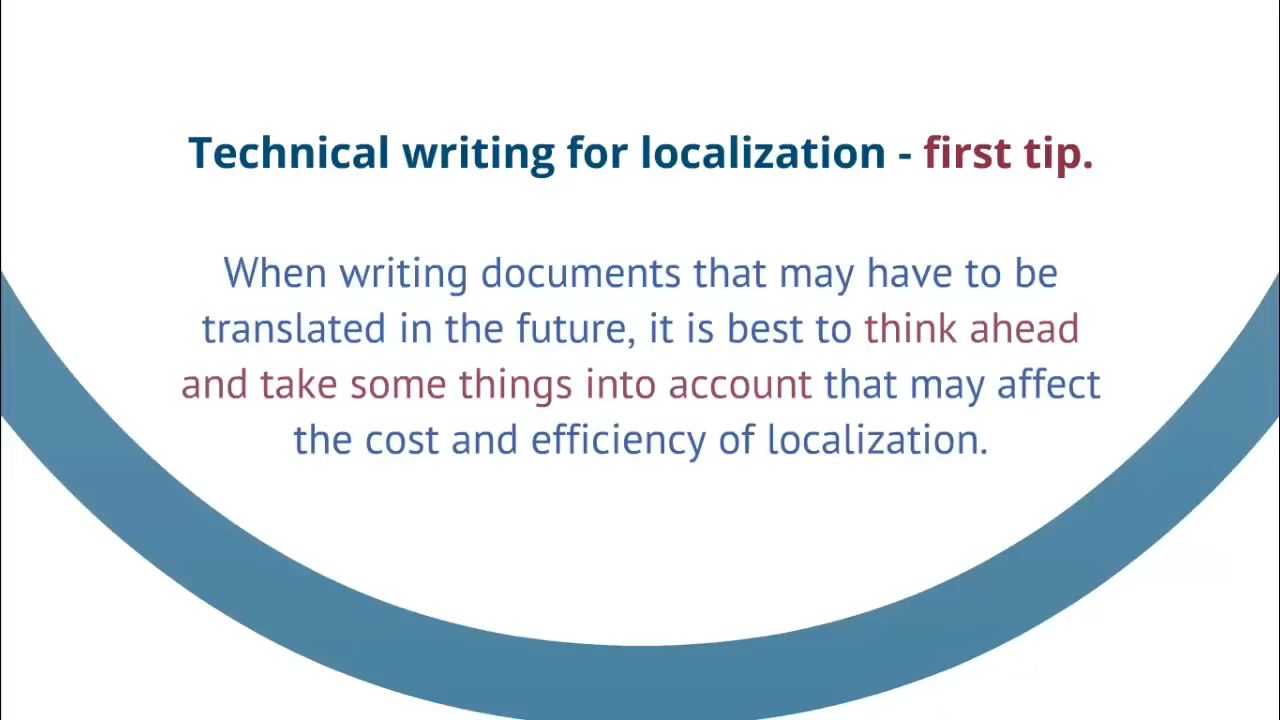 Technical writing for localization - first tip.
When writing documents that may have to be
translated in the future, it is best to think ahead
and take some things into account that may affect
the cost and efficiency of localization.